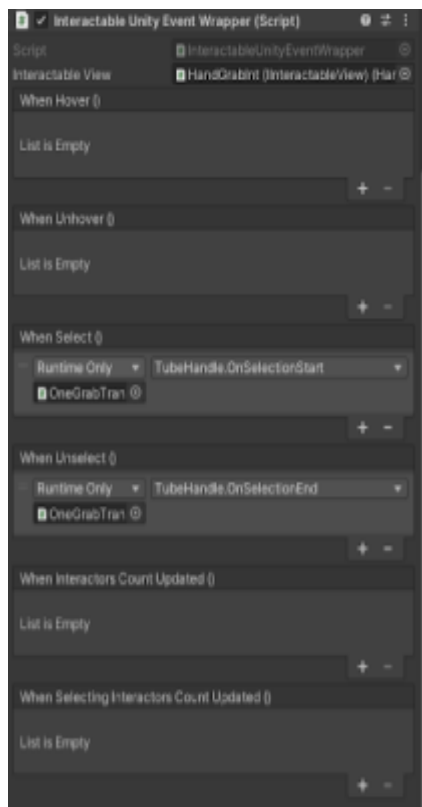 Interactable Unity Event Wrapper (Script)
Script InteractableUnityEventWrapper
Interactable View HandGrabInt (IInteractableView) (Har
When Hover ()
List is Empty
+ -
When Unhover ()
List is Empty
+ -
When Select ()
Runtime Only TubeHandle.OnSelectionStart
OneGrabTran
+ -
When Unselect ()
Runtime Only TubeHandle.OnSelectionEnd
OneGrabTran
+ -
When Interactors Count Updated ()
List is Empty
+ -
When Selecting Interactors Count Updated ()
List is Empty
+ -